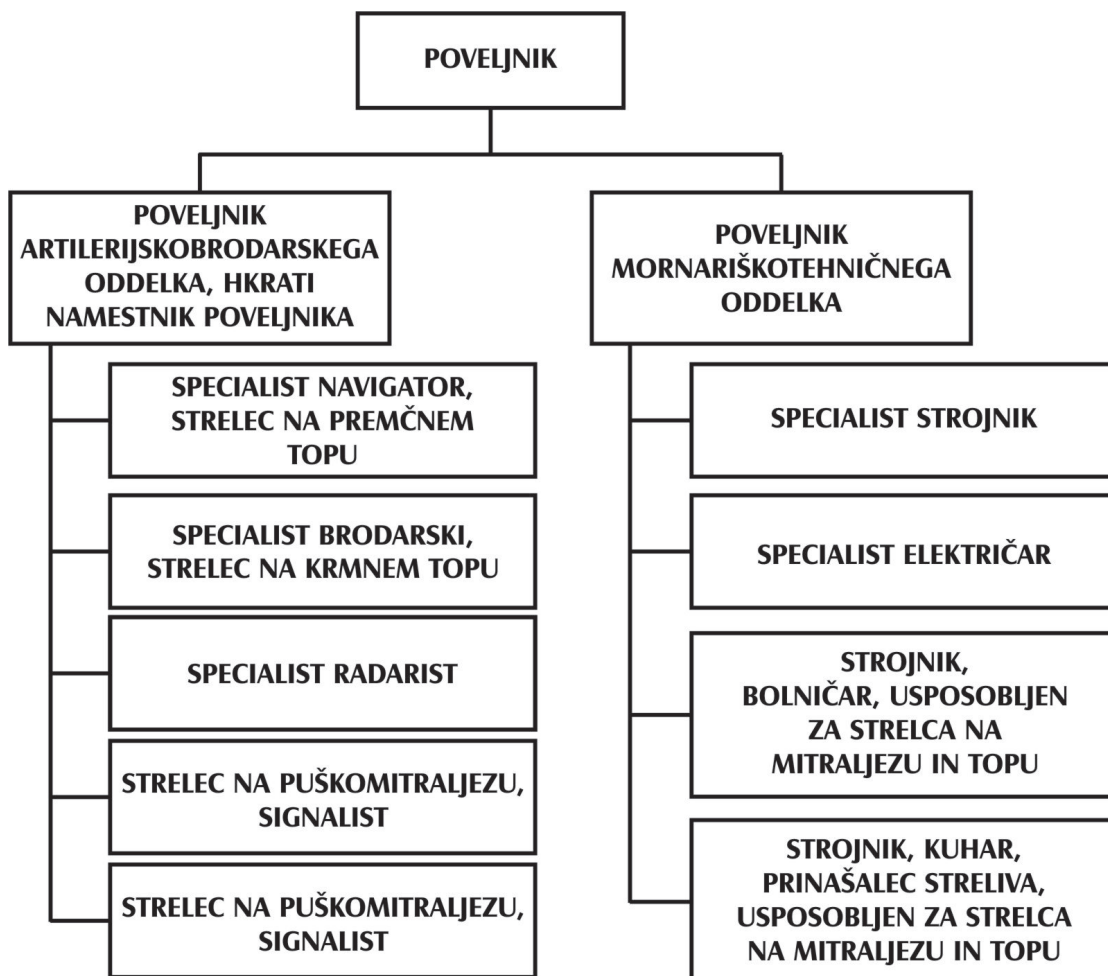 POVELJNIK
POVELJNIK
ARTILERIJSKOBRODARSKEGA
ODDELKA, HKRATI
NAMESTNIK POVELJNIKA
SPECIALIST NAVIGATOR,
STRELEC NA PREMČNEM
TOPU
SPECIALIST BRODARSKI,
STRELEC NA KRMNEM TOPU
SPECIALIST RADARIST
STRELEC NA PUŠKOMITRALJEZU,
SIGNALIST
STRELEC NA PUŠKOMITRALJEZU,
SIGNALIST
POVELJNIK
MORNARIŠKOTEHNIČNEGA
ODDELKA
SPECIALIST STROJNIK
SPECIALIST ELEKTRIČAR
STROJNIK,
BOLNIČAR, USPOSOBLJEN
ZA STRELCA NA
MITRALJEZU IN TOPU
STROJNIK, KUHAR,
PRINAŠALEC STRELIVA,
USPOSOBLJEN ZA STRELCA
NA MITRALJEZU IN TOPU